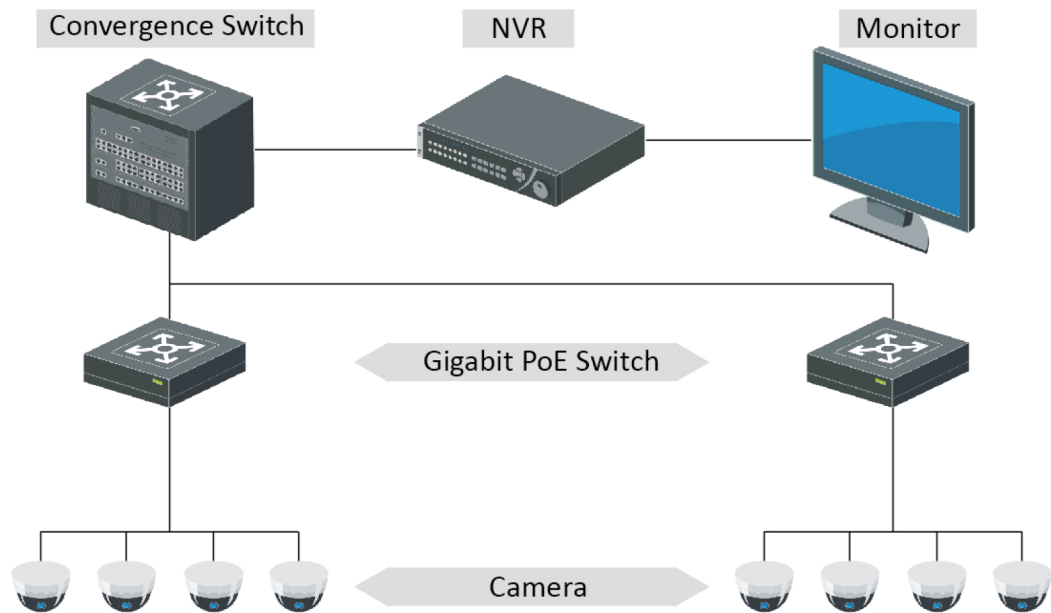 Convergence Switch
NVR
Monitor
Gigabit PoE Switch
Camera